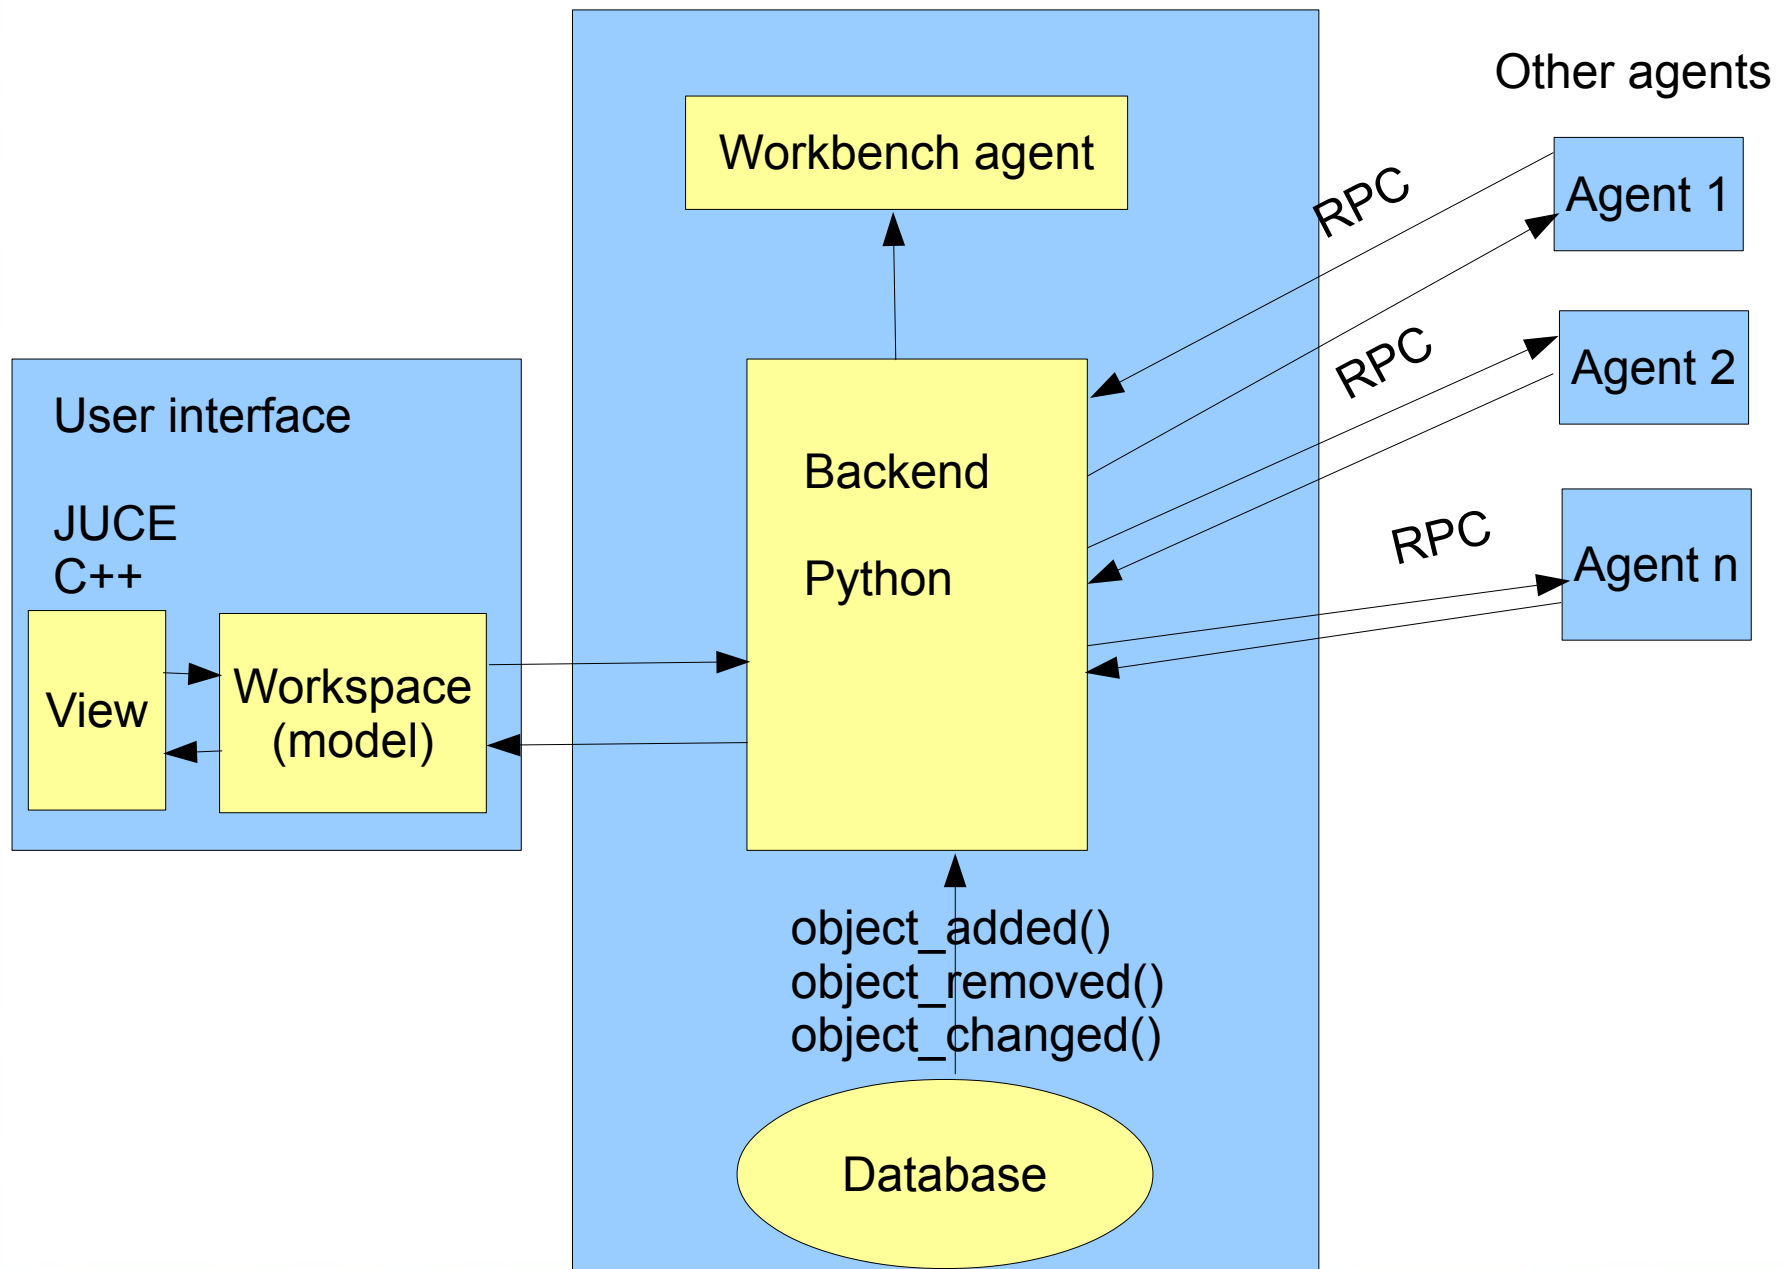 Other agents
Workbench agent
RPC
Agent 1
RPC
Agent 2
User interface
Backend
JUCE
C++
RPC
Agent n
Python
View
Workspace
(model)
object_added()
object_removed()
object_changed()
Database